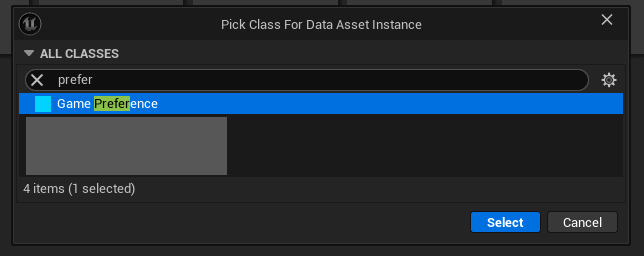 Pick Class For Data Asset Instance
ALL CLASSES
prefer
Game Preference
4 items (1 selected)
Select Cancel